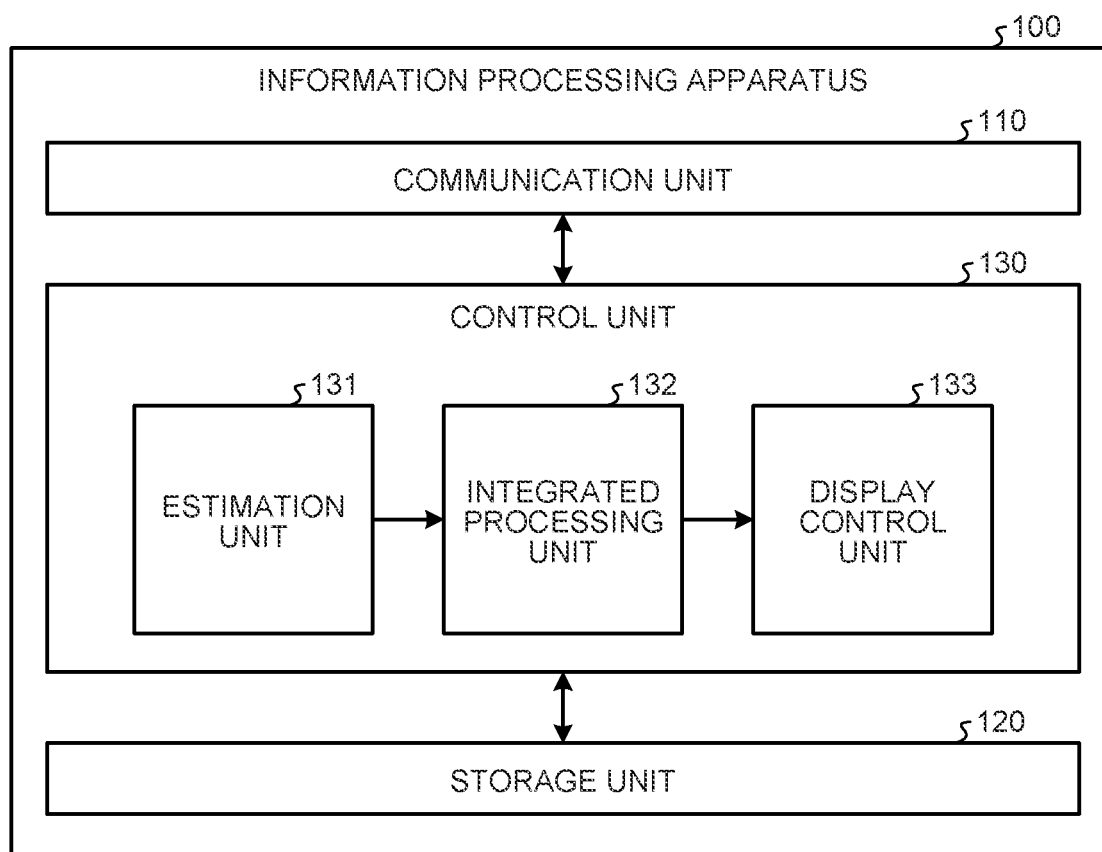 100
INFORMATION PROCESSING APPARATUS
110
COMMUNICATION UNIT
130
CONTROL UNIT
131
ESTIMATION
UNIT
132
INTEGRATED
PROCESSING
UNIT
133
DISPLAY
CONTROL
UNIT
120
STORAGE UNIT